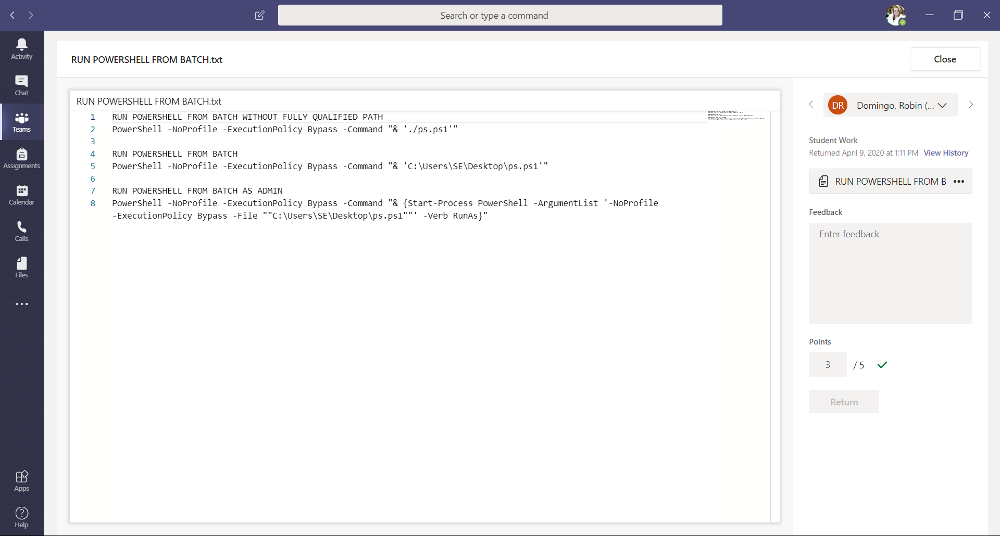 Search or type a command
Activity
Chat
Teams
Assignments
Calendar
Calls
Files
Apps
Help
RUN POWERSHELL FROM BATCH.txt
Close
RUN POWERSHELL FROM BATCH.txt
1 RUN POWERSHELL FROM BATCH WITHOUT FULLY QUALIFIED PATH
2 PowerShell -NoProfile -ExecutionPolicy Bypass -Command "& './ps.ps1'"
3
4 RUN POWERSHELL FROM BATCH
5 PowerShell -NoProfile -ExecutionPolicy Bypass -Command "& 'C:\Users\SE\Desktop\ps.ps1'"
6
7 RUN POWERSHELL FROM BATCH AS ADMIN
8 PowerShell -NoProfile -ExecutionPolicy Bypass -Command "& {Start-Process PowerShell -ArgumentList '-NoProfile
-ExecutionPolicy Bypass -File ""C:\Users\SE\Desktop\ps.ps1""' -Verb RunAs}"
DR Domingo, Robin (...
Student Work
Returned April 9, 2020 at 1:11 PM View History
RUN POWERSHELL FROM B
Feedback
Enter feedback
Points
3 / 5
Return